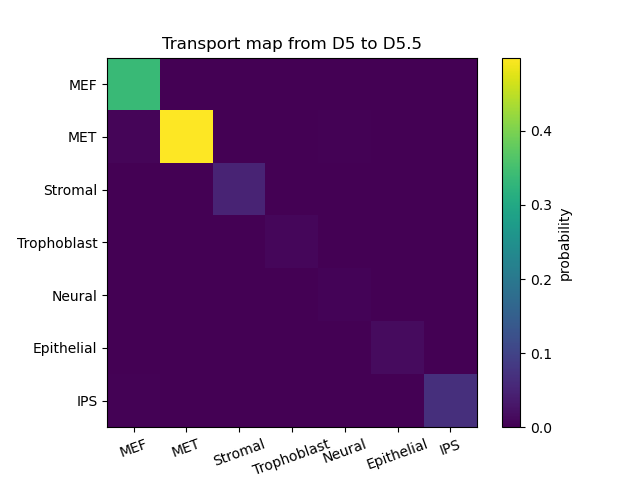 Transport map from D5 to D5.5
MEF
MET
Stromal
Trophoblast
Neural
Epithelial
IPS
MEF
MET
Stromal
Trophoblast
Neural
Epithelial
IPS
0.4
0.3
0.2
0.1
0.0
probability